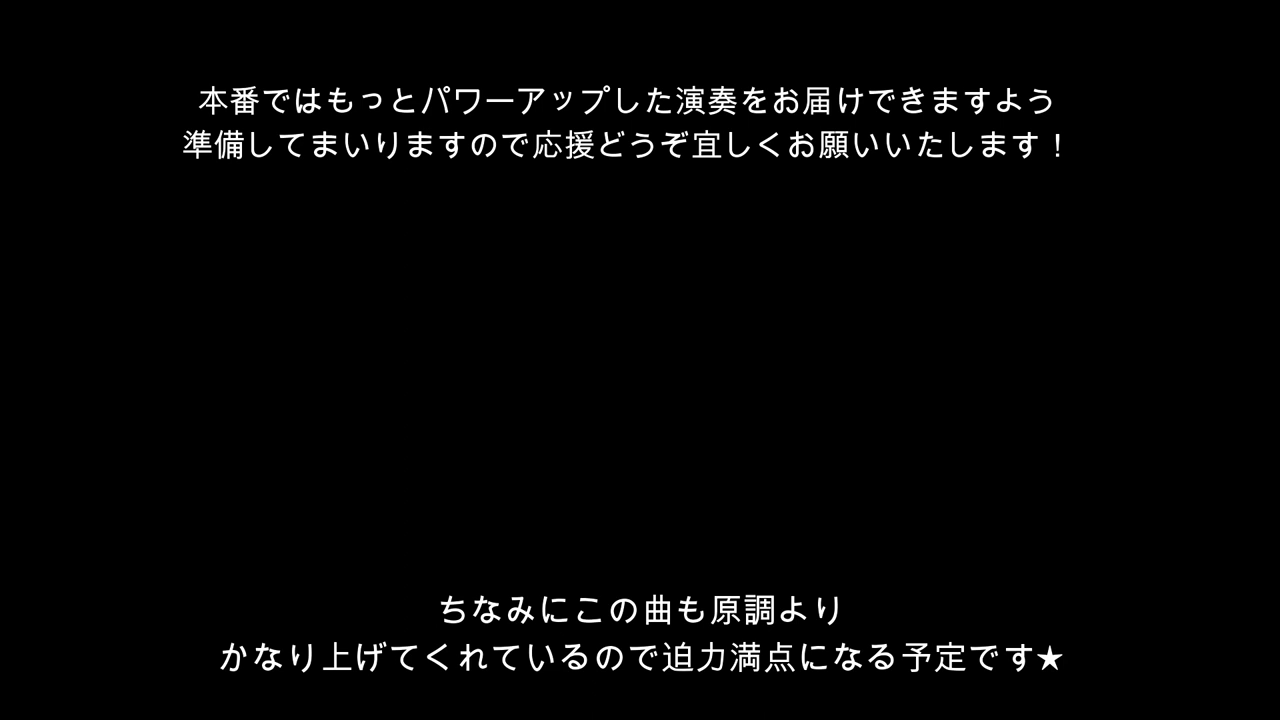 本番ではもっとパワーアップした演奏をお届けできますよう
準備してまいりますので応援どうぞ宜しくお願いいたします！
ちなみにこの曲も原調より
かなり上げてくれているので迫力満点になる予定です★